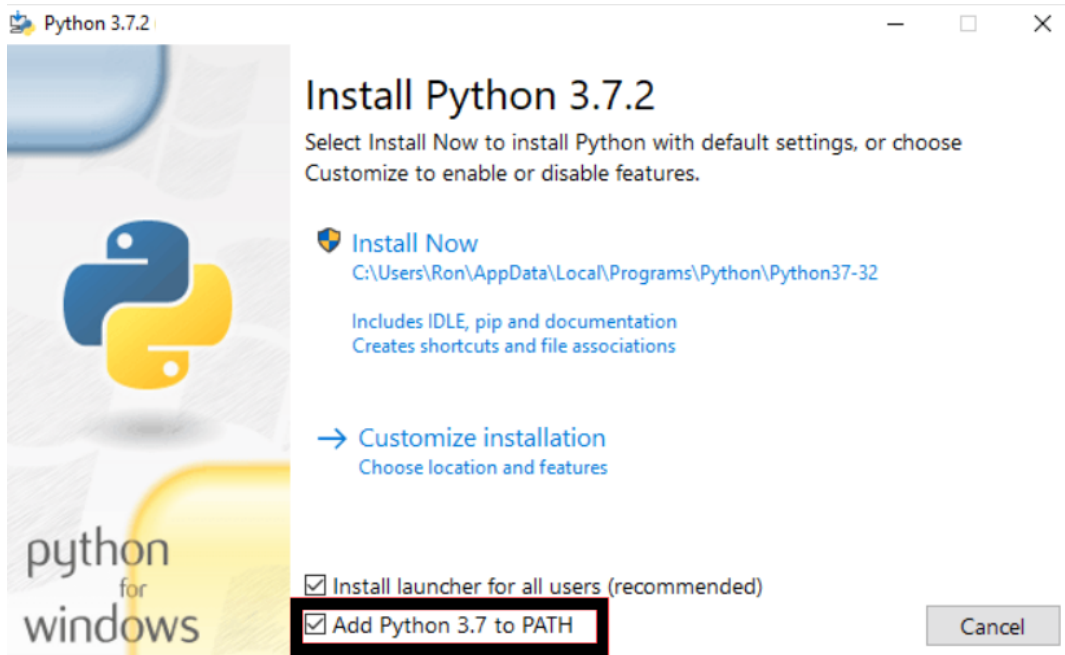 Python 3.7.2
Install Python 3.7.2
Select Install Now to install Python with default settings, or choose
Customize to enable or disable features.
Install Now
C:\Users\Ron\AppData\Local\Programs\Python\Python37-32
Includes IDLE, pip and documentation
Creates shortcuts and file associations
Customize installation
Choose location and features
python
for
windows
Install launcher for all users (recommended)
Add Python 3.7 to PATH
Cancel